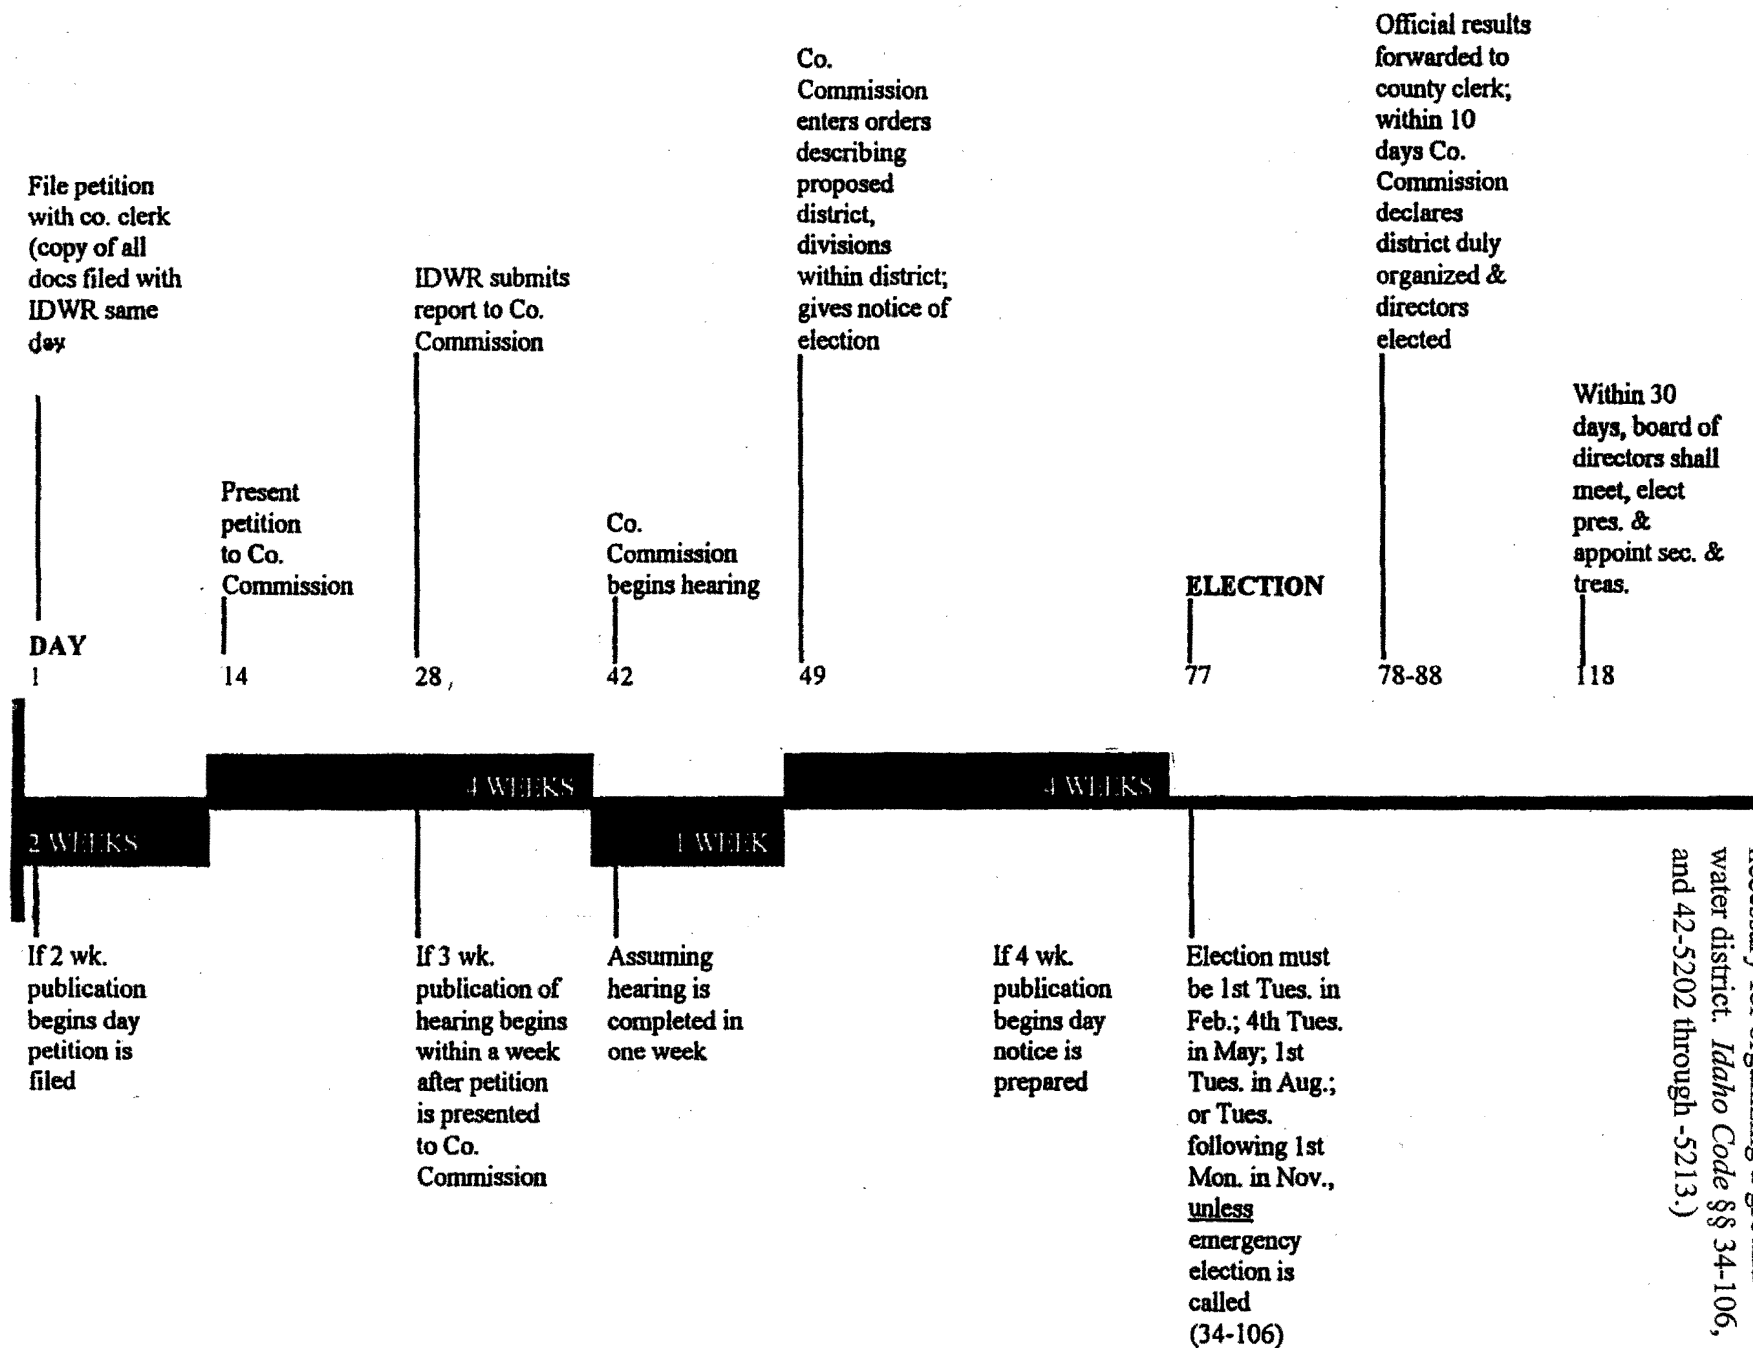 File petition
with co. clerk
(copy of all
docs filed with
IDWR same
day
Present
petition
to Co.
Commission
IDWR submits
report to Co.
Commission
Co.
Commission
begins hearing
Co.
Commission
enters orders
describing
proposed
district,
divisions
within district;
gives notice of
election
ELECTION
Official results
forwarded to
county clerk;
within 10
days Co.
Commission
declares
district duly
organized &
directors
elected
Within 30
days, board of
directors shall
meet, elect
pres. &
appoint sec. &
treas.
DAY
1
14
28
42
49
77
78-88
118
2 WEEKS
4 WEEKS
1 WEEK
4 WEEKS
If 2 wk.
publication
begins day
petition is
filed
If 3 wk.
publication of
hearing begins
within a week
after petition
is presented
to Co.
Commission
Assuming
hearing is
completed in
one week
If 4 wk.
publication
begins day
notice is
prepared
Election must
be 1st Tues. in
Feb.; 4th Tues.
in May; 1st
Tues. in Aug.;
or Tues.
following 1st
Mon. in Nov.,
unless
emergency
election is
called
(34-106)
water district. Idaho Code §§ 34-106,
and 42-5202 through -5213.)